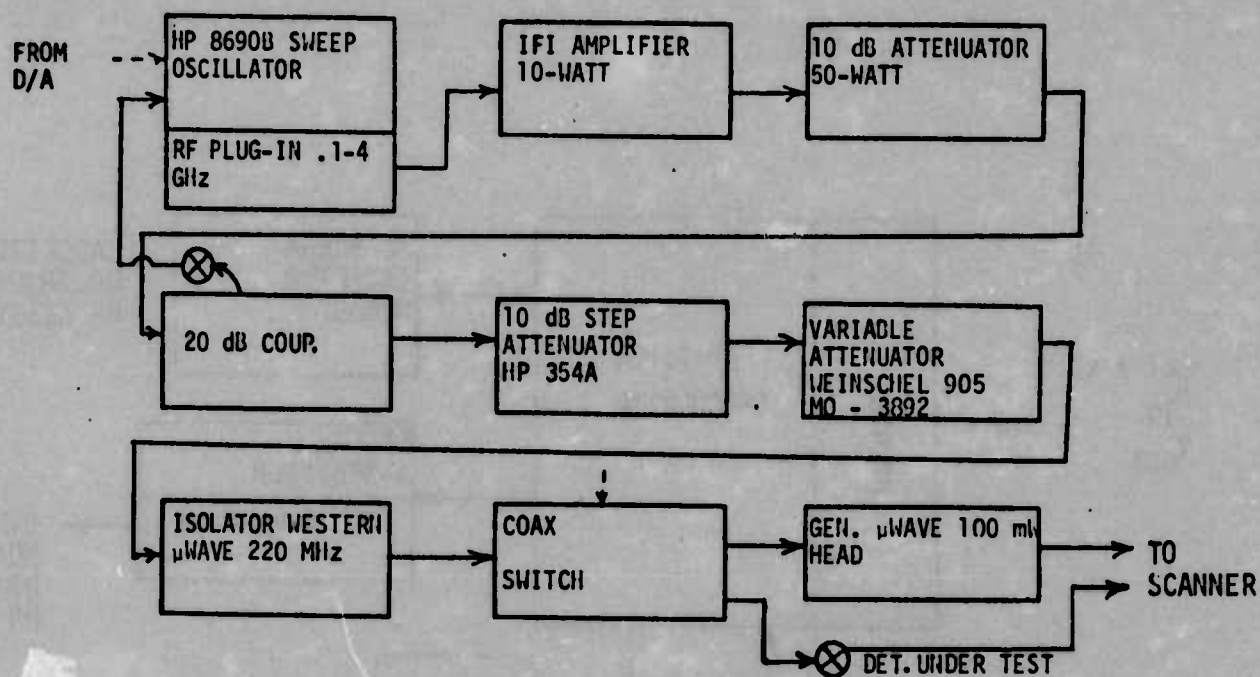 FROM
D/A
HP 8690B SWEEP
OSCILLATOR
RF PLUG-IN .1-4
GHz
IFI AMPLIFIER
10-WATT
10 dB ATTENUATOR
50-WATT
20 dB COUP.
10 dB STEP
ATTENUATOR
HP 354A
VARIABLE
ATTENUATOR
WEINSCHEL 905
MO - 3892
ISOLATOR WESTERN
μWAVE 220 MHz
COAX
SWITCH
GEN. μWAVE 100 mW
HEAD
TO
SCANNER
DET. UNDER TEST